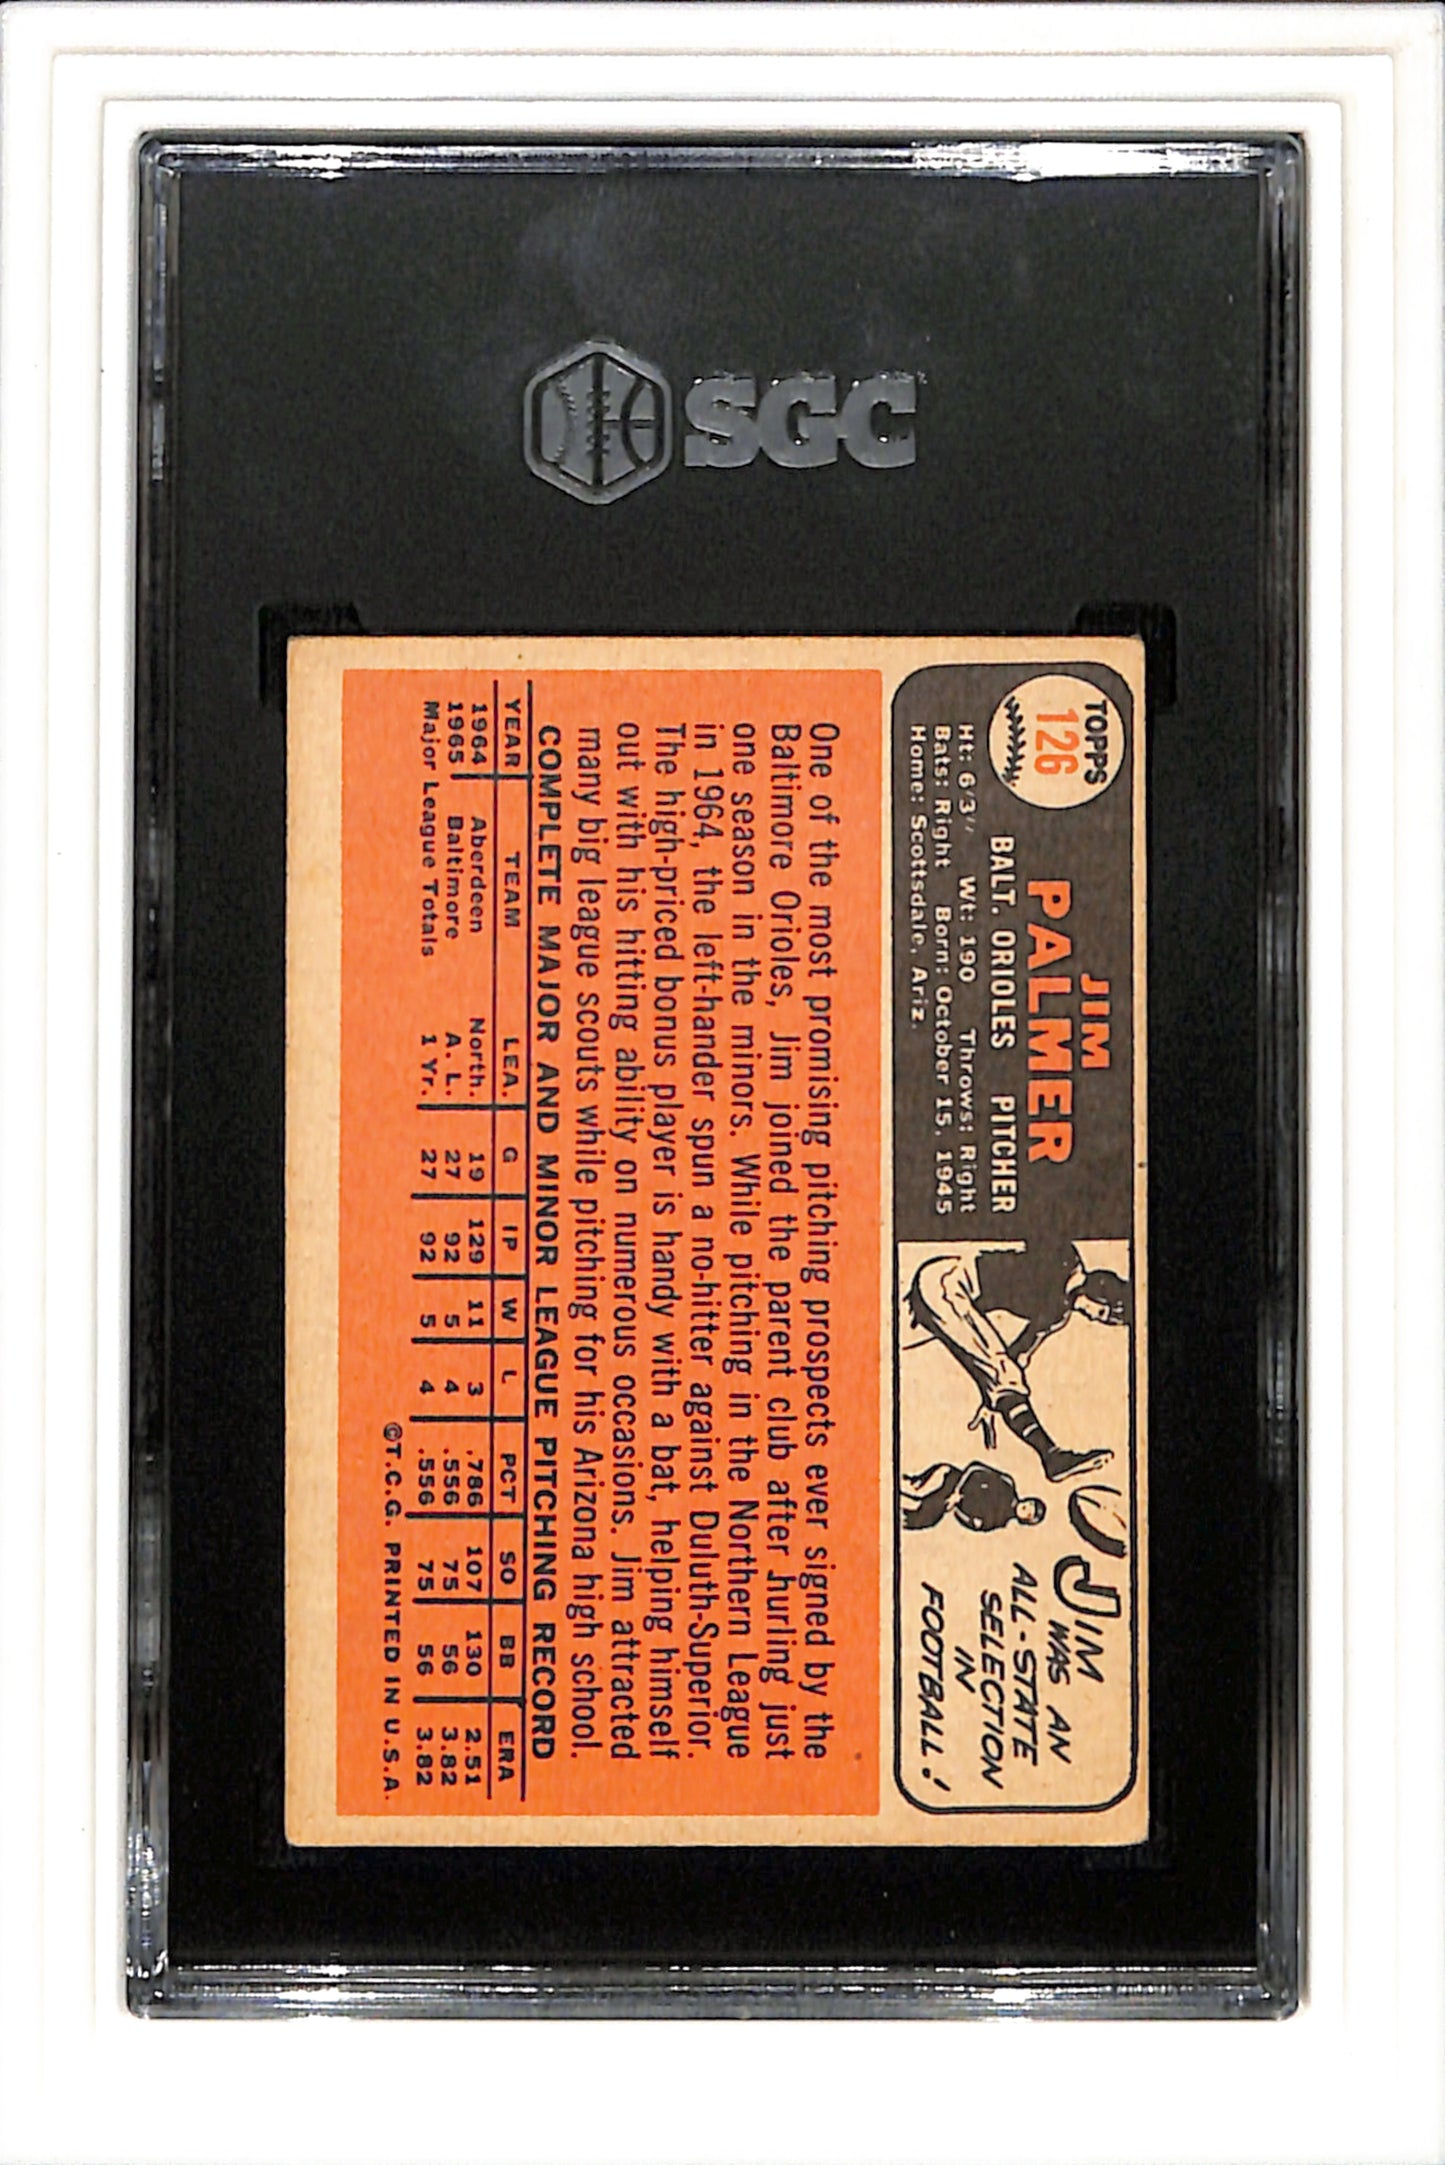 SGC
TOPPS
126
JIM
PALMER
BALT. ORIOLES PITCHER
Ht: 6'3" Wt: 190 Throws: Right
Bats: Right Born: October 15, 1945
Home: Scottsdale, Ariz.
JIM
WAS AN
ALL-STATE
SELECTION
IN
FOOTBALL!
One of the most promising pitching prospects ever signed by the
Baltimore Orioles, Jim joined the parent club after hurling just
one season in the minors. While pitching in the Northern League
in 1964, the left-hander spun a no-hitter against Duluth-Superior.
The high-priced bonus player is handy with a bat, helping himself
out with his hitting ability on numerous occasions. Jim attracted
many big league scouts while pitching for his Arizona high school.
COMPLETE MAJOR AND MINOR LEAGUE PITCHING RECORD
YEAR TEAM LEA. G IP W L PCT SO BB ERA
1964 Aberdeen North. 19 129 11 3 .786 107 130 2.51
1965 Baltimore A. L. 27 92 5 4 .556 75 56 3.82
Major League Totals 1 Yr. 27 92 5 4 .556 75 56 3.82
©T.C.G. PRINTED IN U.S.A.